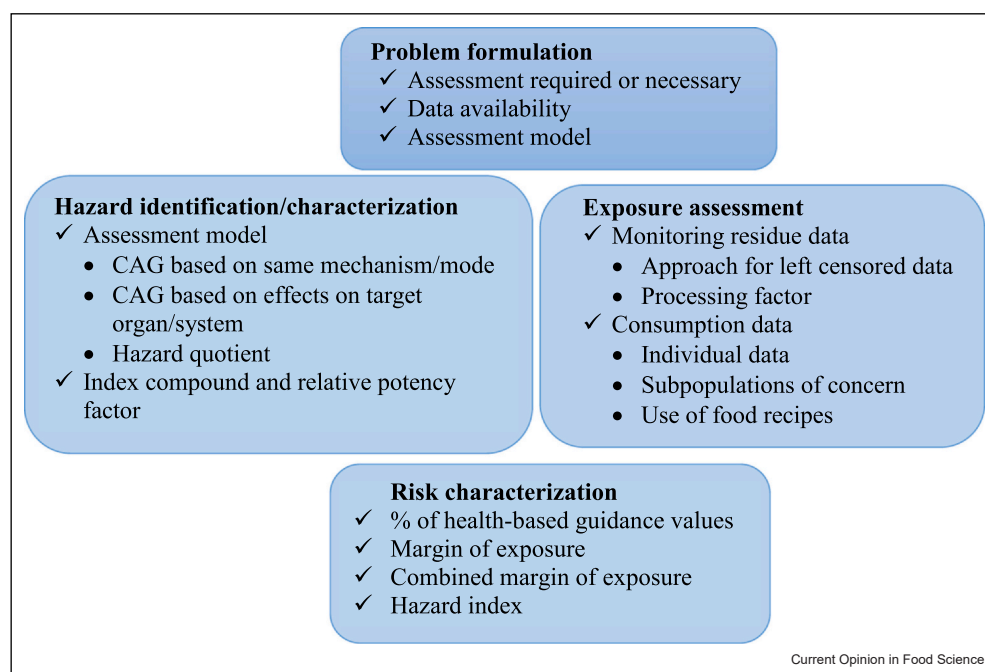 Problem formulation
✓ Assessment required or necessary
✓ Data availability
✓ Assessment model
Hazard identification/characterization
✓ Assessment model
• CAG based on same mechanism/mode
• CAG based on effects on target
organ/system
• Hazard quotient
✓ Index compound and relative potency
factor
Exposure assessment
✓ Monitoring residue data
• Approach for left censored data
• Processing factor
✓ Consumption data
• Individual data
• Subpopulations of concern
• Use of food recipes
Risk characterization
✓ % of health-based guidance values
✓ Margin of exposure
✓ Combined margin of exposure
✓ Hazard index
Current Opinion in Food Science